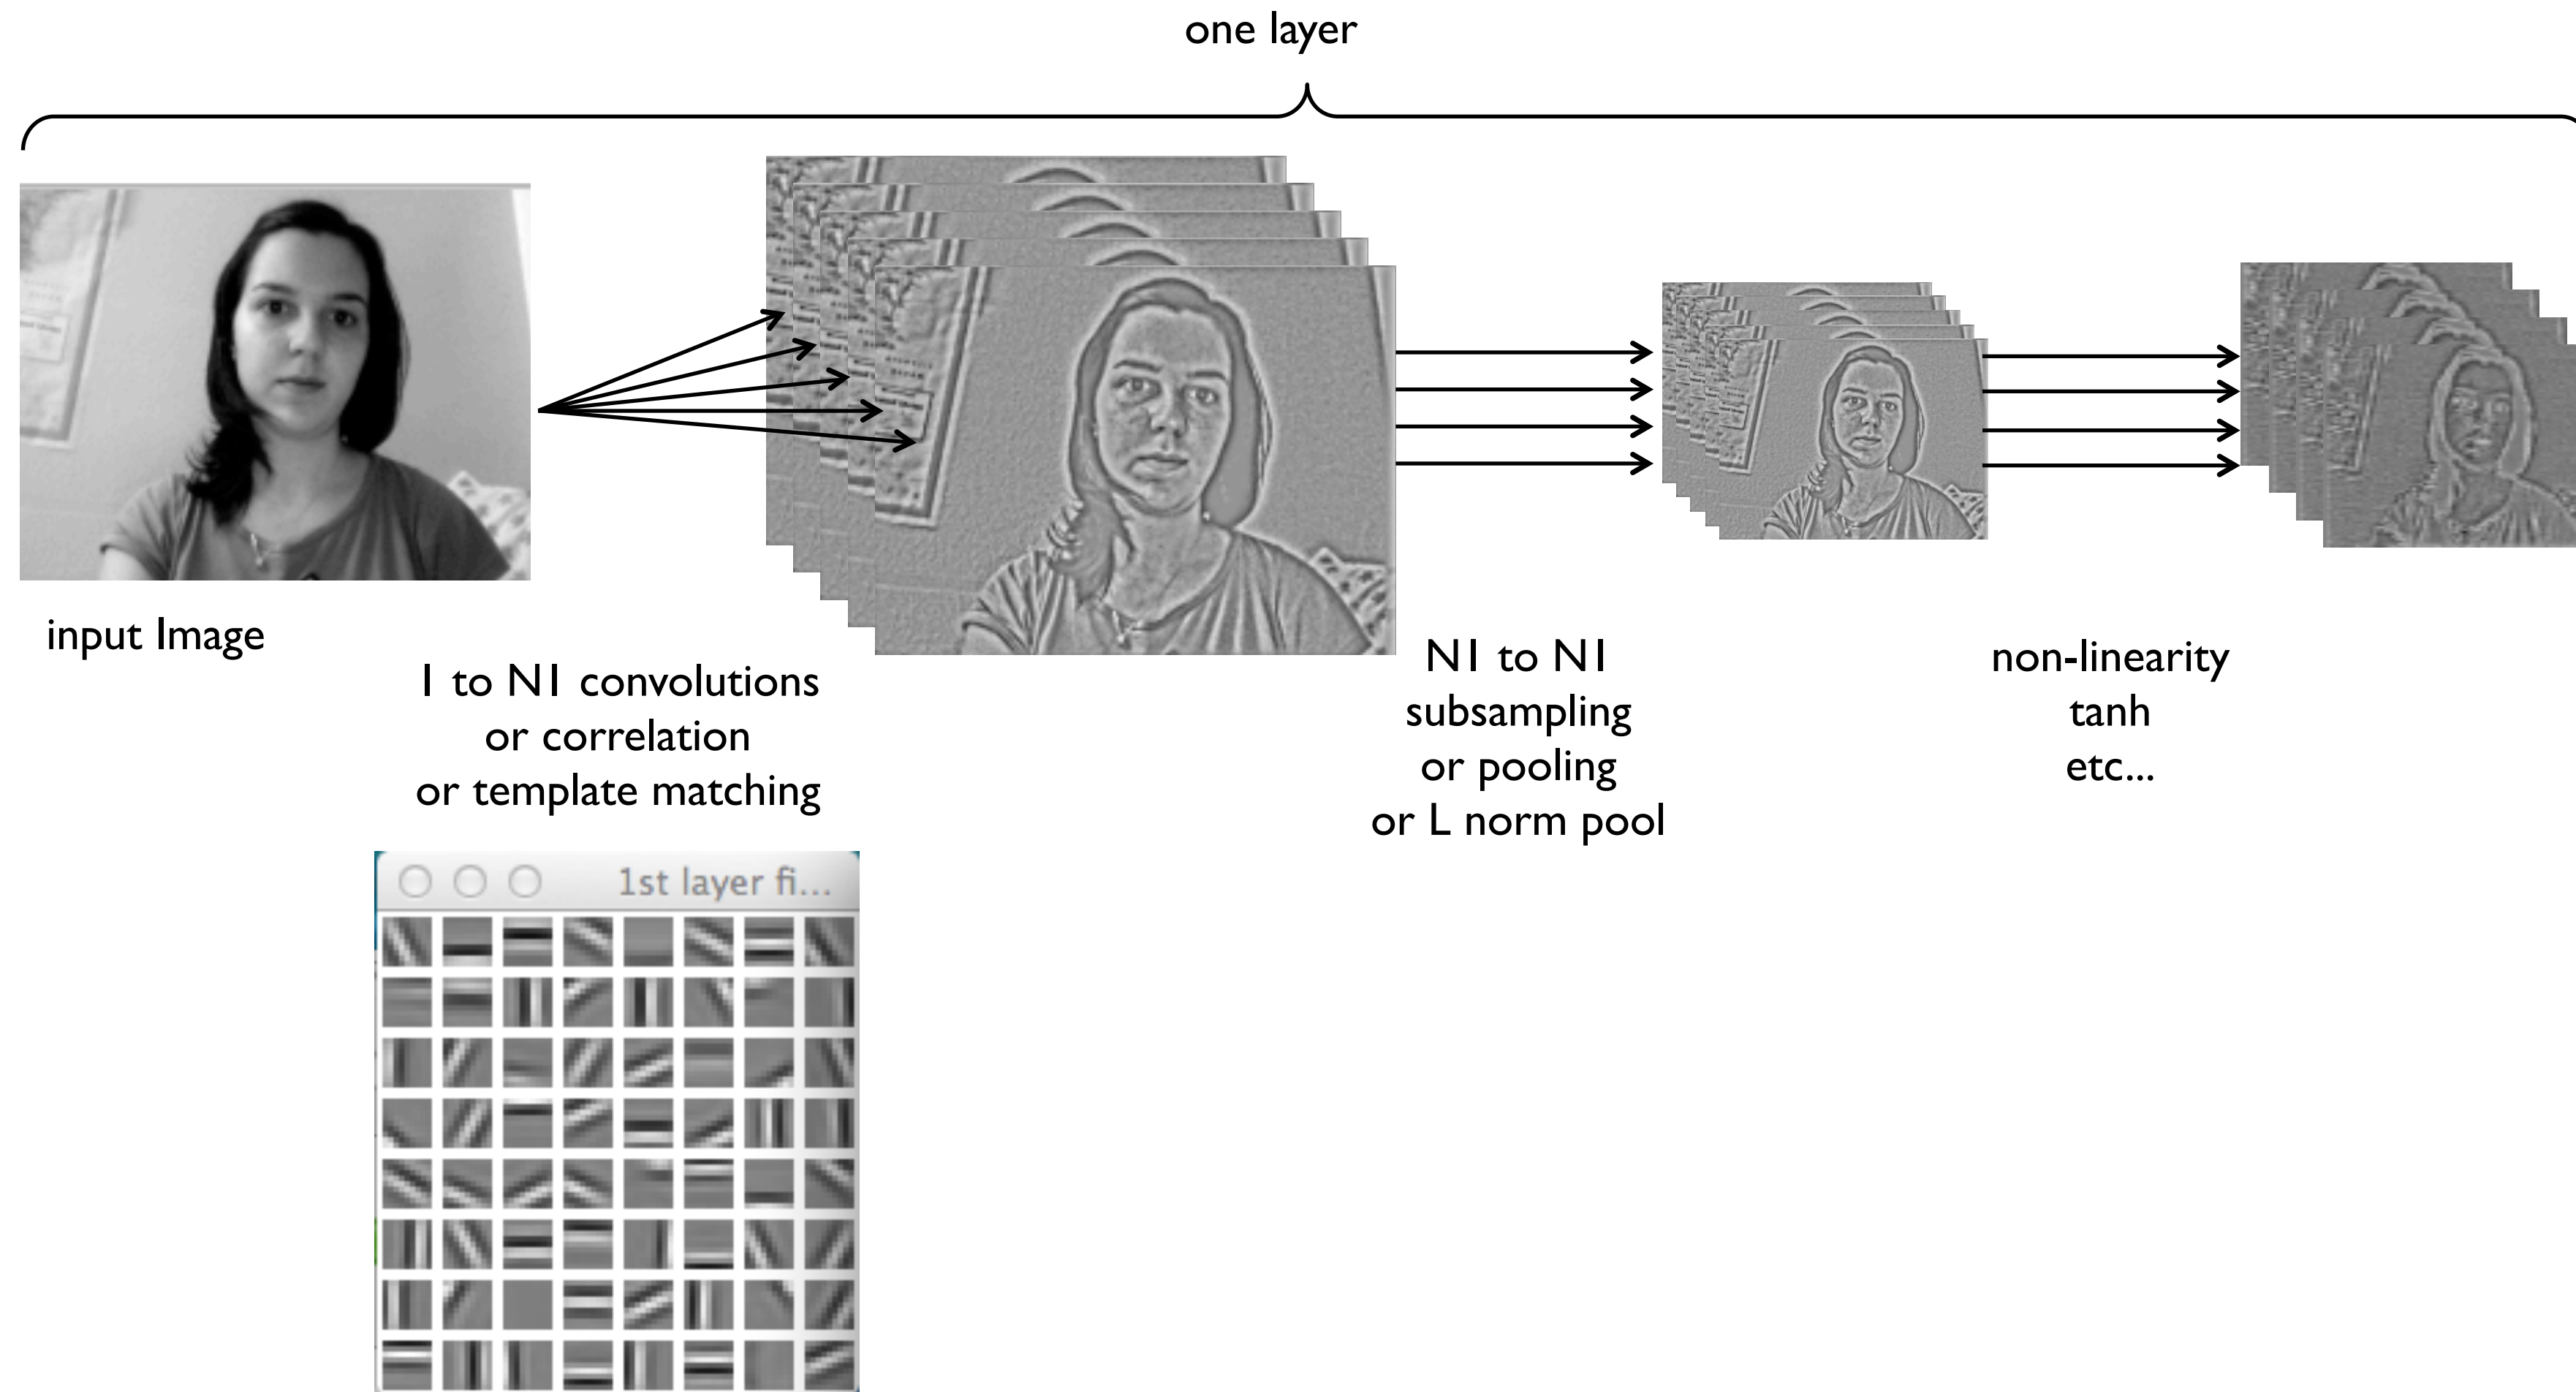 one layer
input Image
1 to N1 convolutions
or correlation
or template matching
N1 to N1
subsampling
or pooling
or L norm pool
non-linearity
tanh
etc...
1st layer fi...